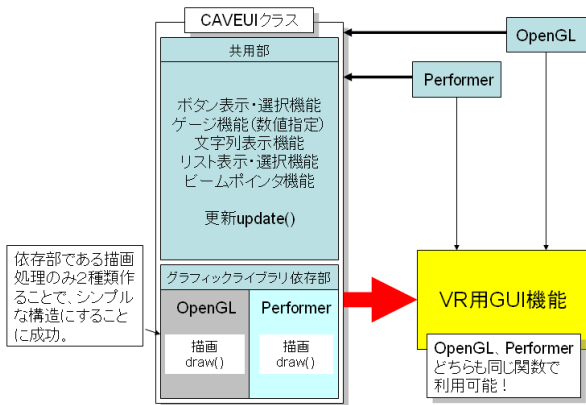 CAVEUIクラス
共用部
ボタン表示・選択機能
ゲージ機能(数値指定)
文字列表示機能
リスト表示・選択機能
ビームポインタ機能
更新update()
グラフィックライブラリ依存部
OpenGL
描画
draw()
Performer
描画
draw()
依存部である描画
処理のみ2種類作
ることで、シンプル
な構造にすること
に成功。
OpenGL
Performer
VR用GUI機能
OpenGL、Performer
どちらも同じ関数で
利用可能！